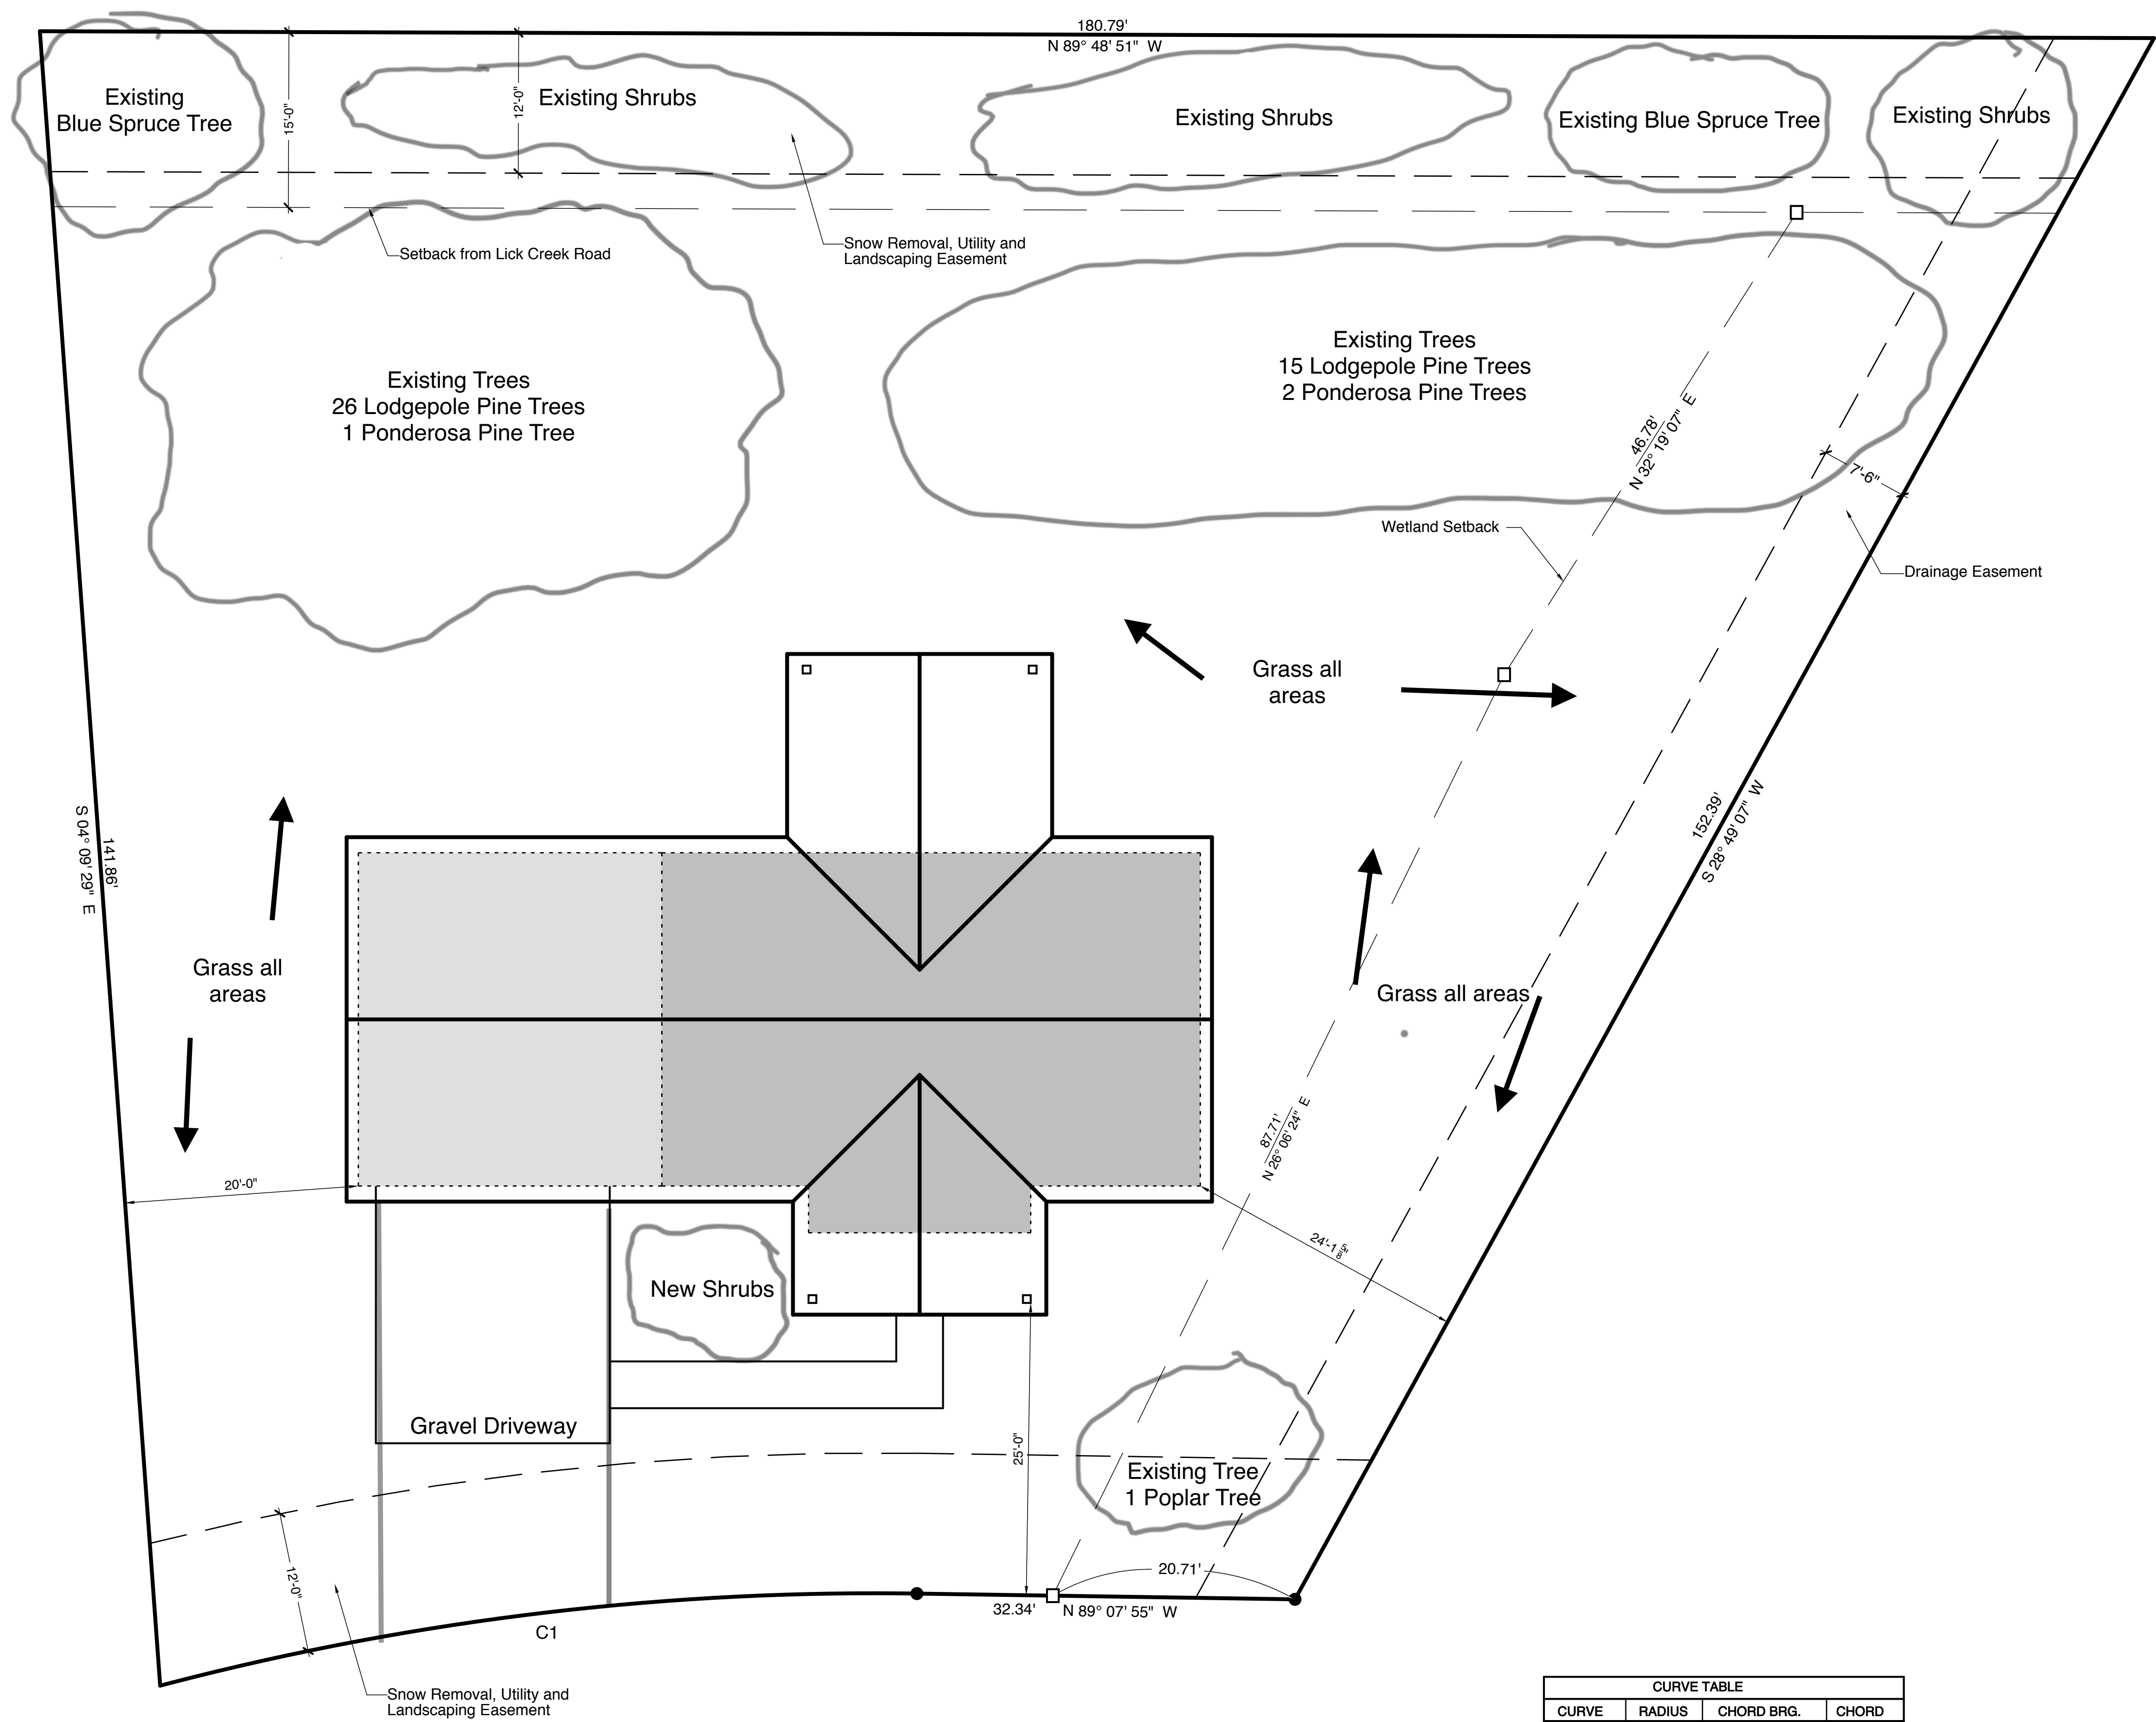 180.79'
N 89° 48' 51" W
Existing
Blue Spruce Tree
15'-0"
12'-0"
Existing Shrubs
Existing Shrubs
Existing Blue Spruce Tree
Existing Shrubs
Setback from Lick Creek Road
Snow Removal, Utility and
Landscaping Easement
Existing Trees
26 Lodgepole Pine Trees
1 Ponderosa Pine Tree
Existing Trees
15 Lodgepole Pine Trees
2 Ponderosa Pine Trees
46.78'
N 32° 19' 07" E
7'-6"
Wetland Setback
Drainage Easement
Grass all
areas
152.39'
S 28° 49' 07" W
141.86'
S 04° 09' 29" E
Grass all
areas
Grass all areas
87.71'
N 26° 06' 24" E
20'-0"
24'-1 5/8"
New Shrubs
Gravel Driveway
25'-0"
Existing Tree
1 Poplar Tree
12'-0"
20.71'
32.34'
N 89° 07' 55" W
C1
Snow Removal, Utility and
Landscaping Easement
CURVE TABLE
CURVE RADIUS CHORD BRG. CHORD